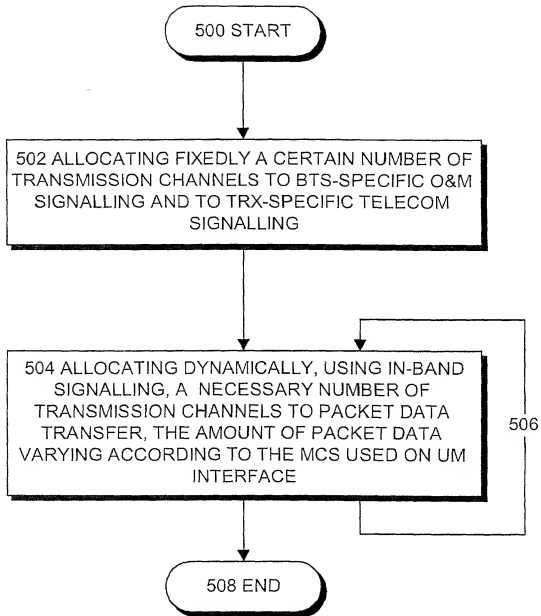 500 START
502 ALLOCATING FIXEDLY A CERTAIN NUMBER OF
TRANSMISSION CHANNELS TO BTS-SPECIFIC O&M
SIGNALLING AND TO TRX-SPECIFIC TELECOM
SIGNALLING
504 ALLOCATING DYNAMICALLY, USING IN-BAND
SIGNALLING, A NECESSARY NUMBER OF
TRANSMISSION CHANNELS TO PACKET DATA
TRANSFER, THE AMOUNT OF PACKET DATA
VARYING ACCORDING TO THE MCS USED ON UM
INTERFACE
506
508 END